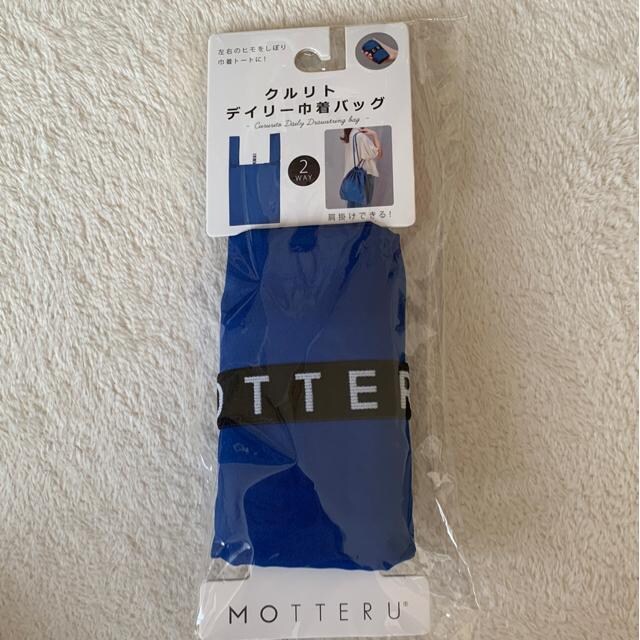 左右のヒモをしぼり
巾着トートに!
クルリト
デイリー巾着バッグ
- Cururito Daily Drawstring bag -
2
WAY
肩掛けできる!
OTTER
MOTTERU®